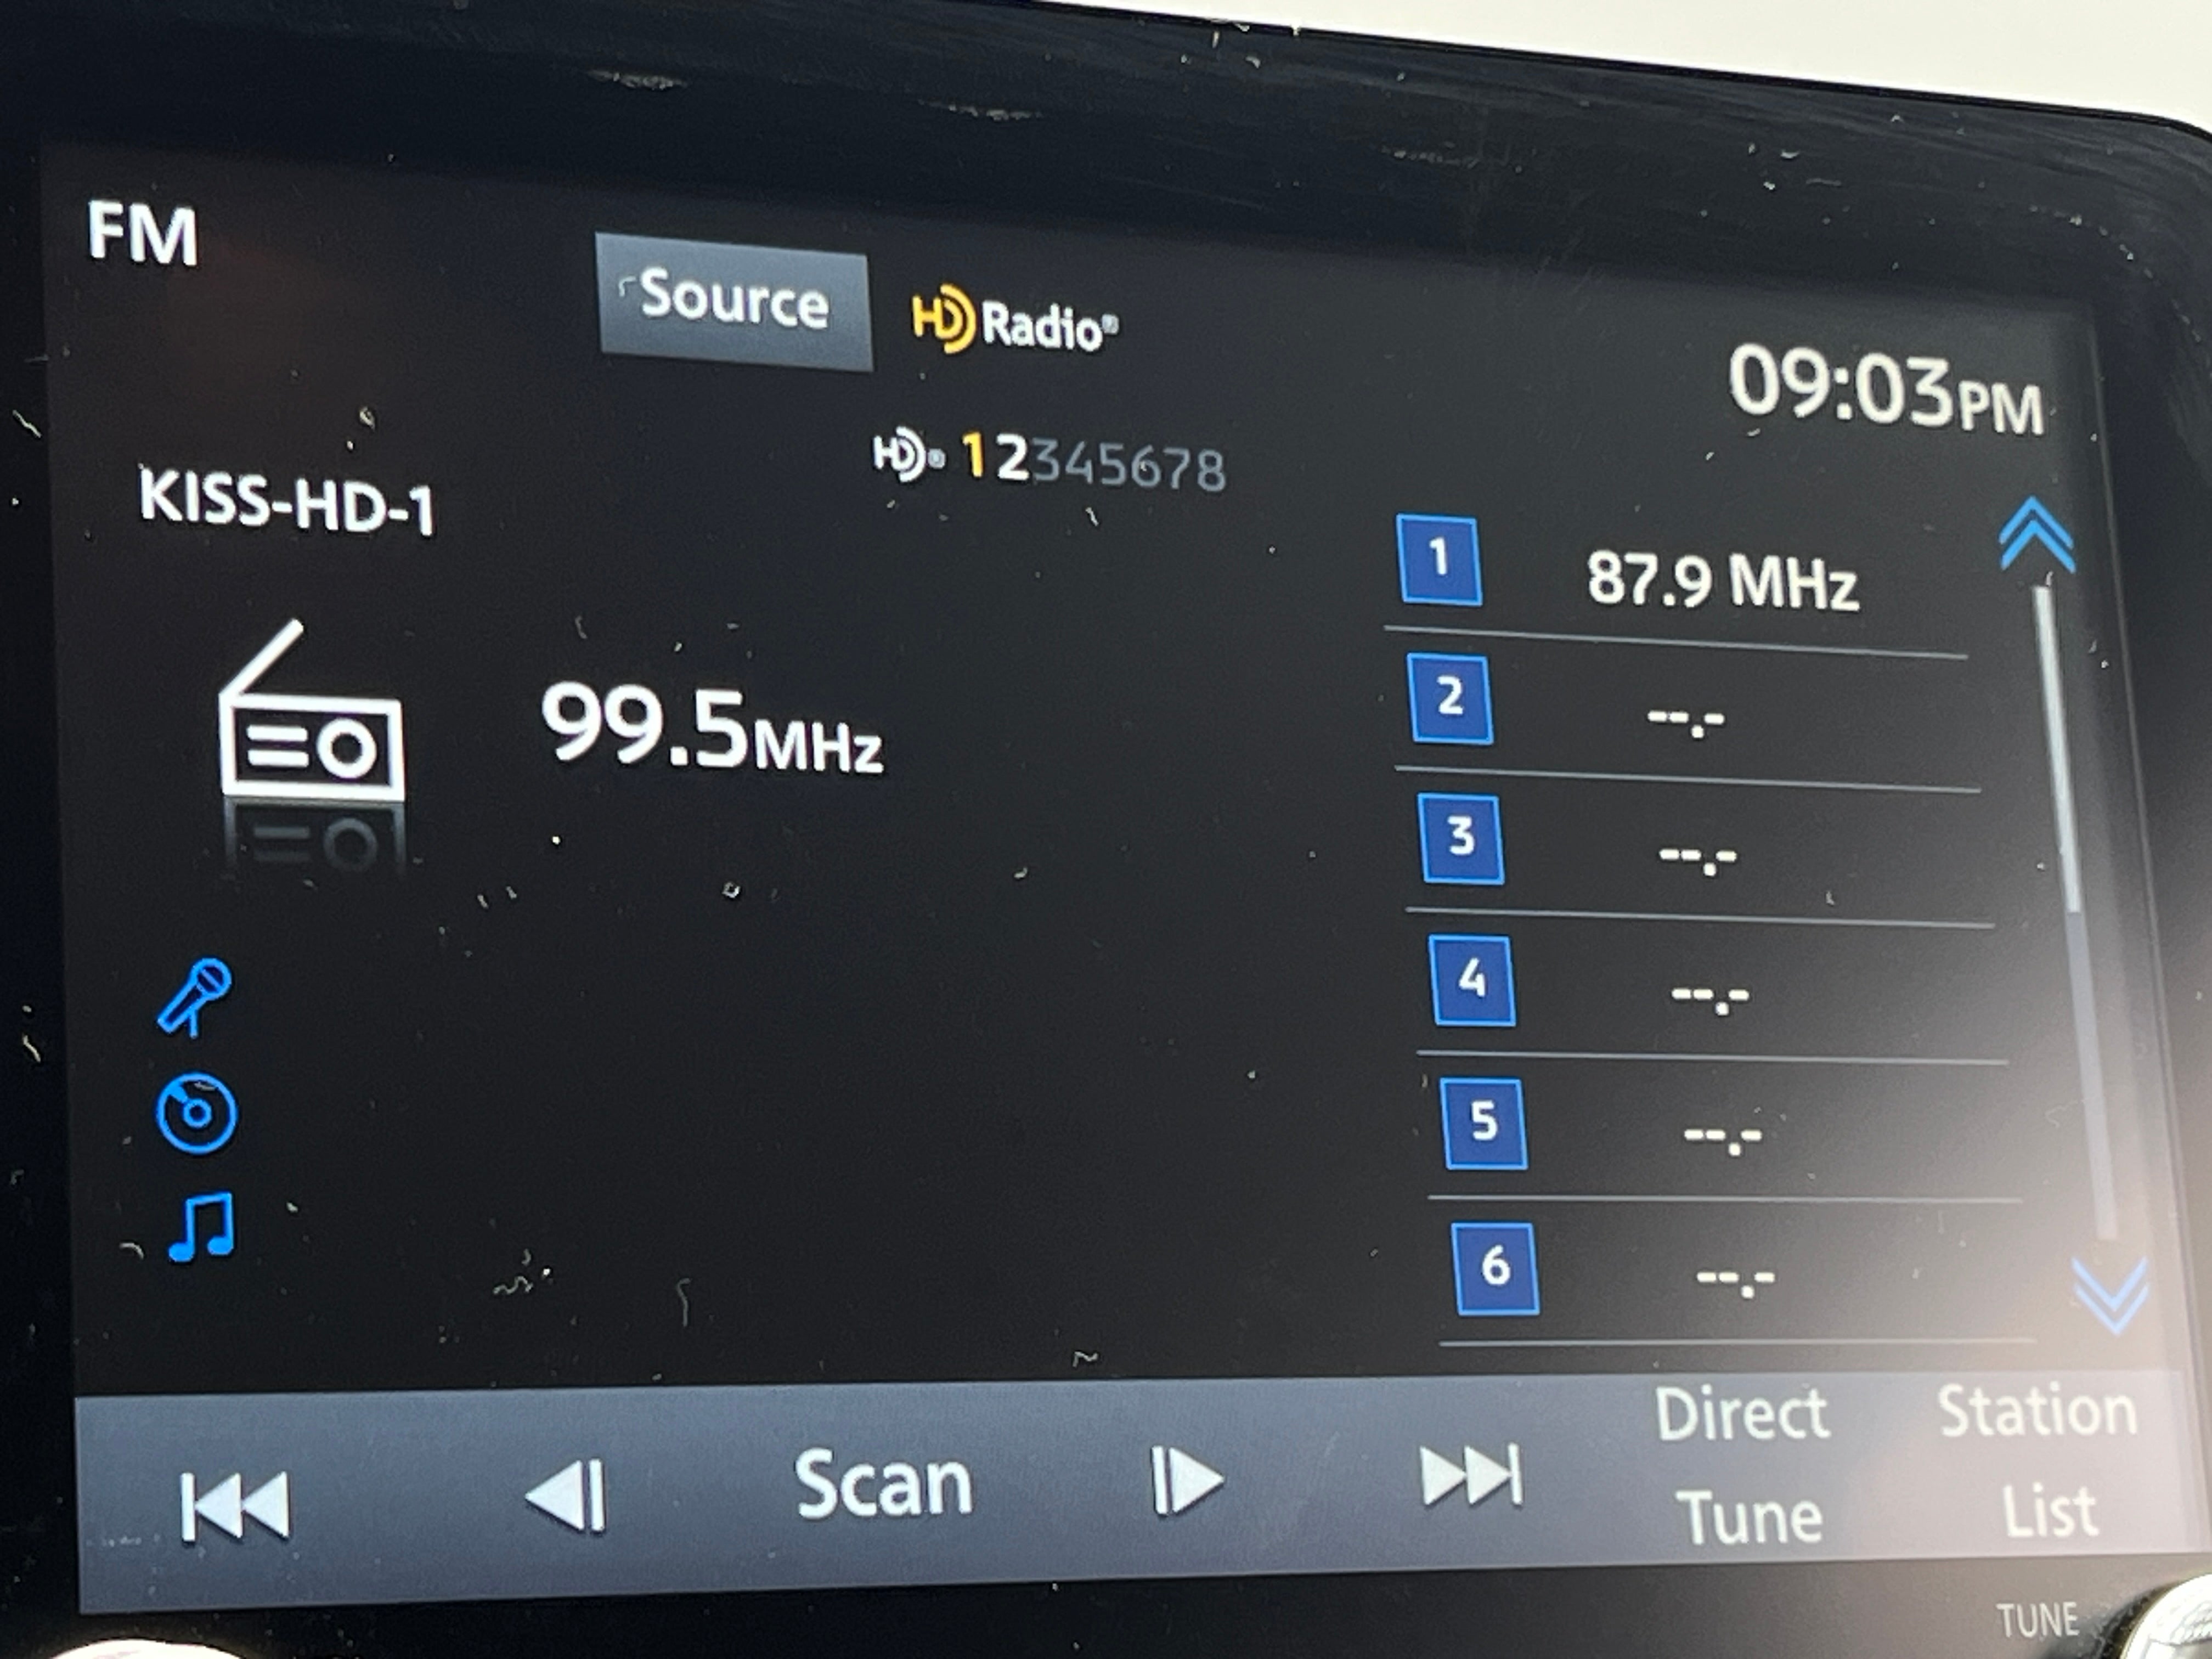 FM
Source
HD Radio®
09:03PM
HD® 12345678
KISS-HD-1
99.5MHz
1 87.9 MHz
2 --.-
3 --.-
4 --.-
5 --.-
6 --.-
Scan
Direct
Tune
Station
List
TUNE